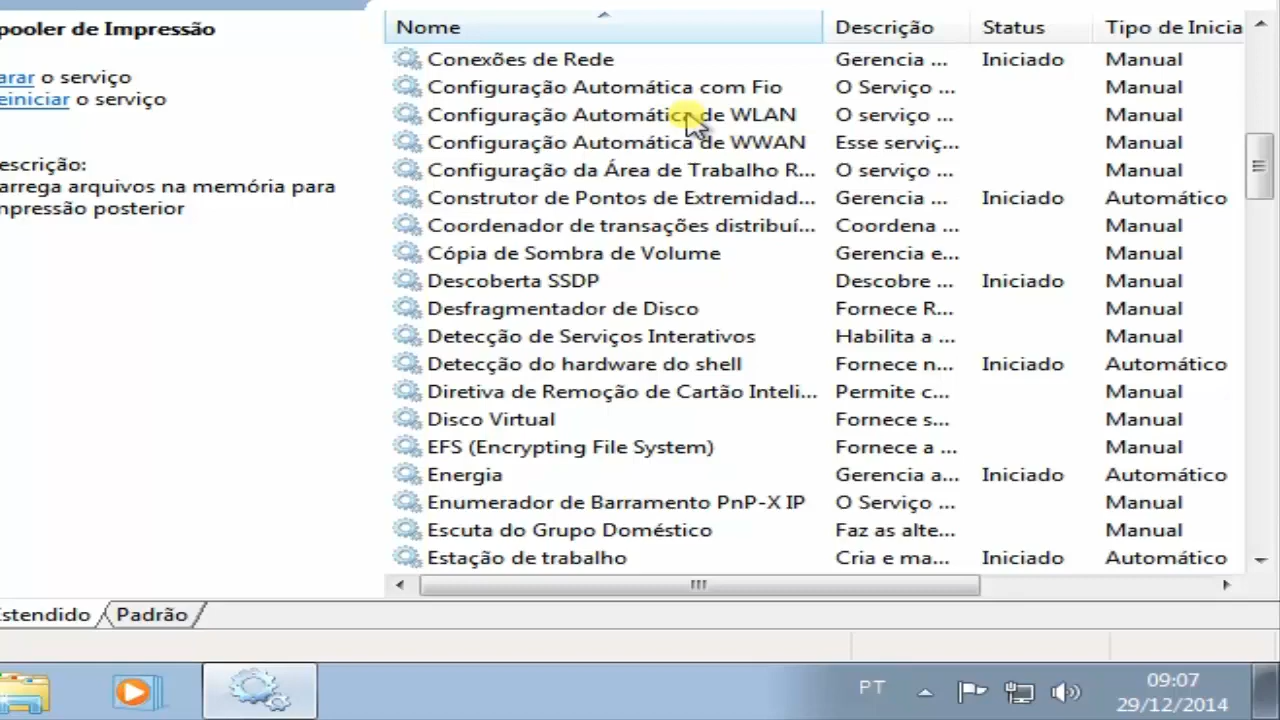 pooler de Impressão
arar o serviço
einiciar o serviço
escrição:
arrega arquivos na memória para
mpressão posterior
Nome Descrição Status Tipo de Inicia
Conexões de Rede Gerencia ... Iniciado Manual
Configuração Automática com Fio O Serviço ... Manual
Configuração Automática de WLAN O serviço ... Manual
Configuração Automática de WWAN Esse serviç... Manual
Configuração da Área de Trabalho R... O serviço ... Manual
Construtor de Pontos de Extremidad... Gerencia ... Iniciado Automático
Coordenador de transações distribuí... Coordena ... Manual
Cópia de Sombra de Volume Gerencia e... Manual
Descoberta SSDP Descobre ... Iniciado Manual
Desfragmentador de Disco Fornece R... Manual
Detecção de Serviços Interativos Habilita a ... Manual
Detecção do hardware do shell Fornece n... Iniciado Automático
Diretiva de Remoção de Cartão Inteli... Permite c... Manual
Disco Virtual Fornece s... Manual
EFS (Encrypting File System) Fornece a ... Manual
Energia Gerencia a... Iniciado Automático
Enumerador de Barramento PnP-X IP O Serviço ... Manual
Escuta do Grupo Doméstico Faz as alte... Manual
Estação de trabalho Cria e ma... Iniciado Automático
Estendido Padrão
PT 09:07
29/12/2014